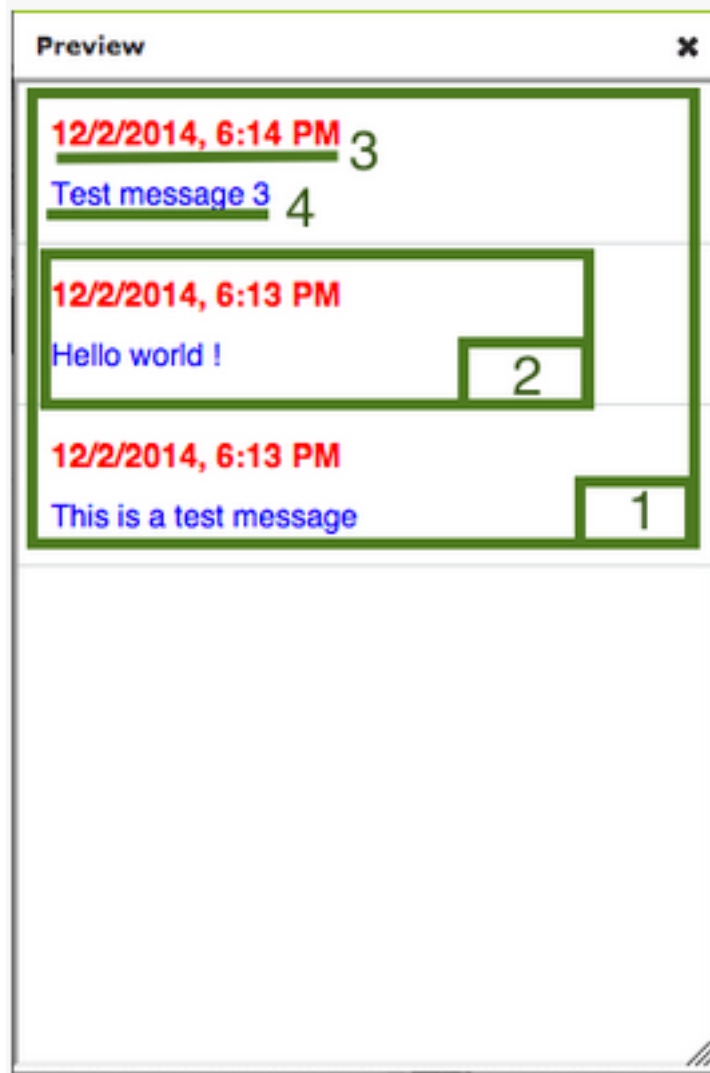 Preview ✖
12/2/2014, 6:14 PM 3
Test message 3 4
12/2/2014, 6:13 PM
Hello world !
2
12/2/2014, 6:13 PM
This is a test message 1